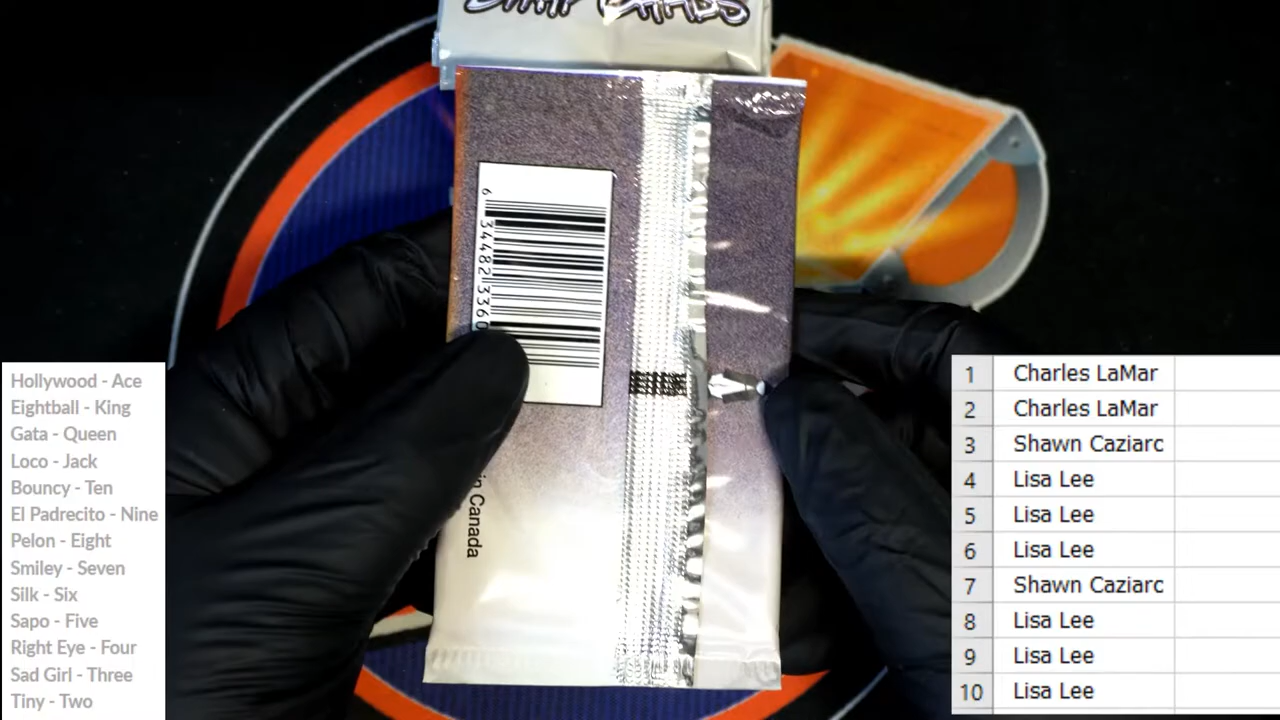 6 34482 3360
in Canada
Hollywood - Ace
Eightball - King
Gata - Queen
Loco - Jack
Bouncy - Ten
El Padrecito - Nine
Pelon - Eight
Smiley - Seven
Silk - Six
Sapo - Five
Right Eye - Four
Sad Girl - Three
Tiny - Two
1 Charles LaMar
2 Charles LaMar
3 Shawn Caziarc
4 Lisa Lee
5 Lisa Lee
6 Lisa Lee
7 Shawn Caziarc
8 Lisa Lee
9 Lisa Lee
10 Lisa Lee